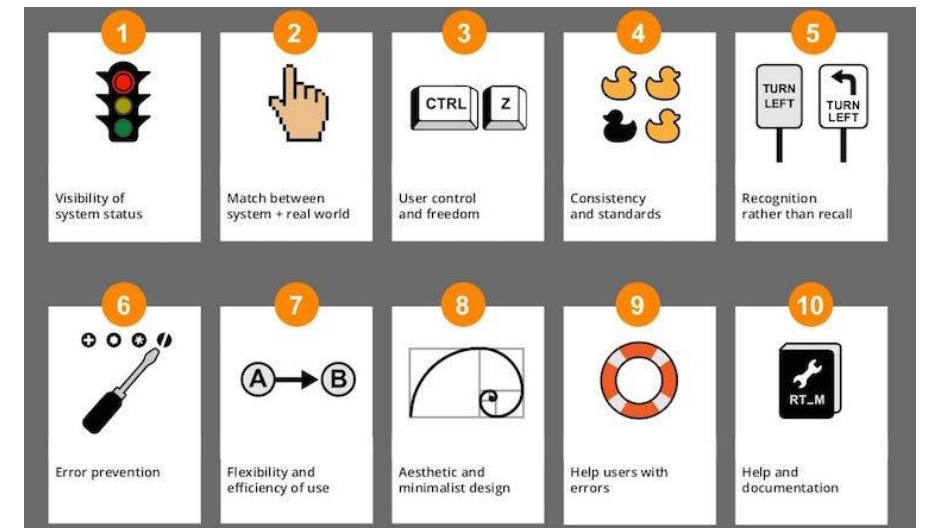 1
2
3
4
5
CTRL
Z
TURN
LEFT
TURN
LEFT
Visibility of
system status
Match between
system + real world
User control
and freedom
Consistency
and standards
Recognition
rather than recall
6
7
8
9
10
A
B
RT_M
Error prevention
Flexibility and
efficiency of use
Aesthetic and
minimalist design
Help users with
errors
Help and
documentation